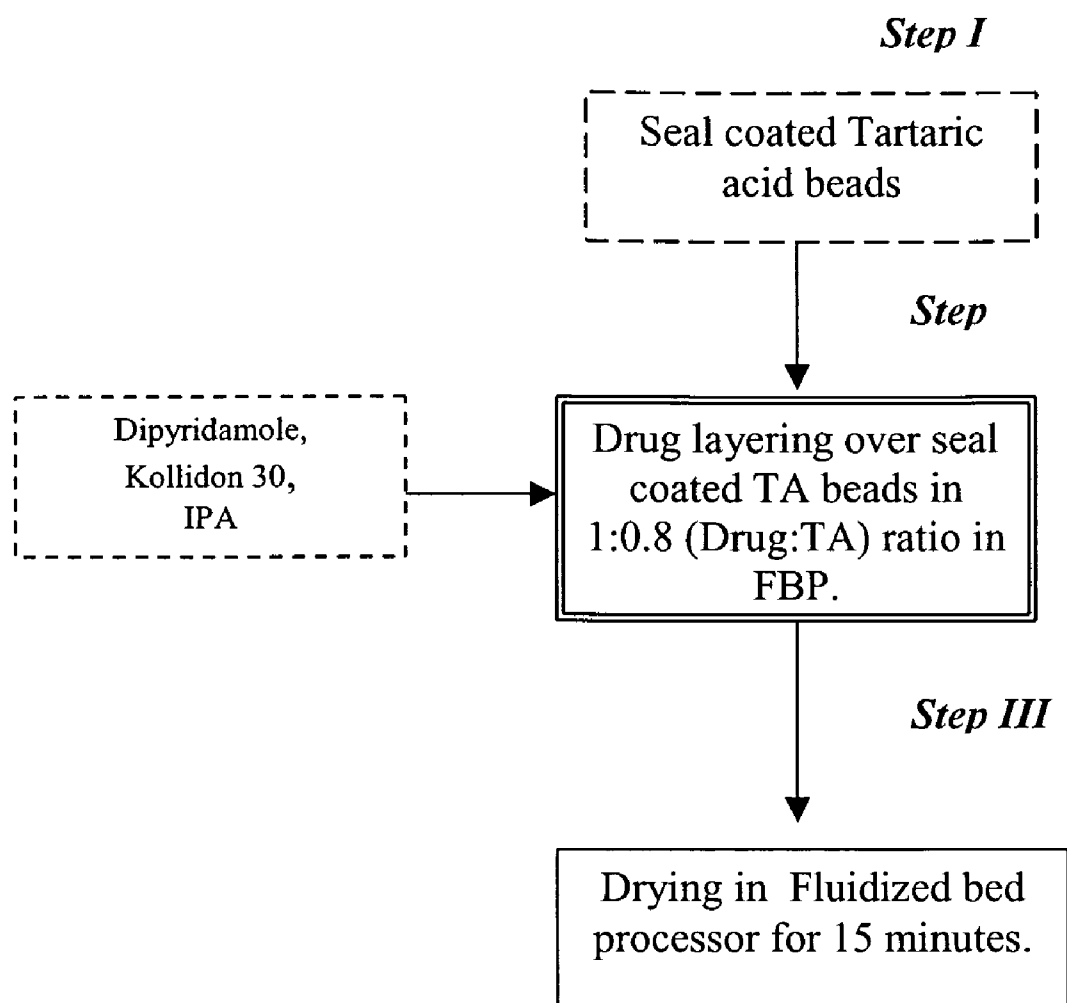 Step I
Seal coated Tartaric
acid beads
Step
Dipyridamole,
Kollidon 30,
IPA
Drug layering over seal
coated TA beads in
1:0.8 (Drug:TA) ratio in
FBP.
Step III
Drying in Fluidized bed
processor for 15 minutes.